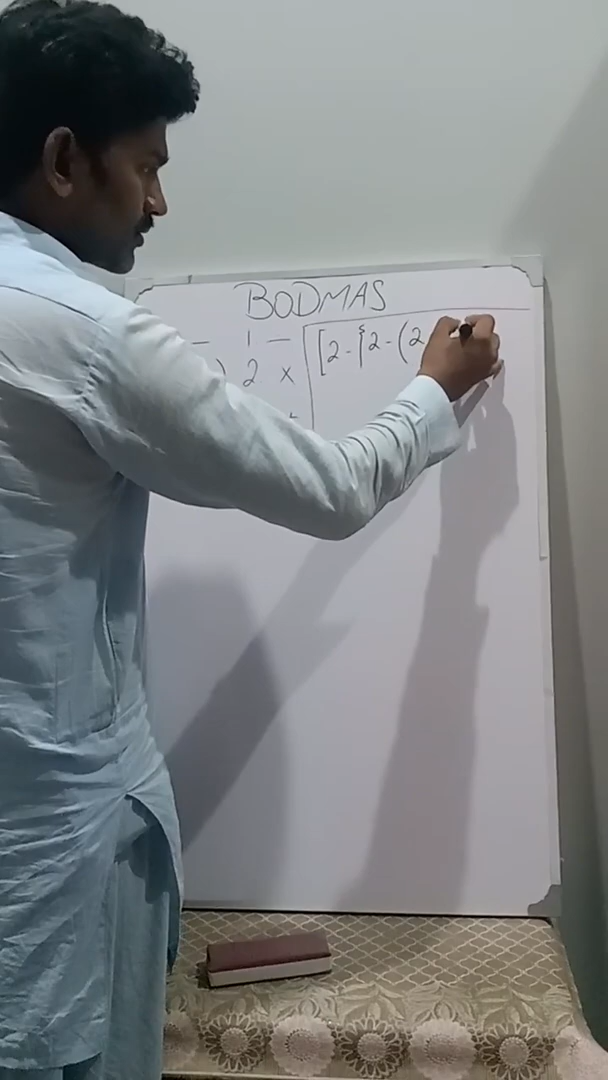 BODMAS
— 1 —
) 2 × [2 - {2 - (2